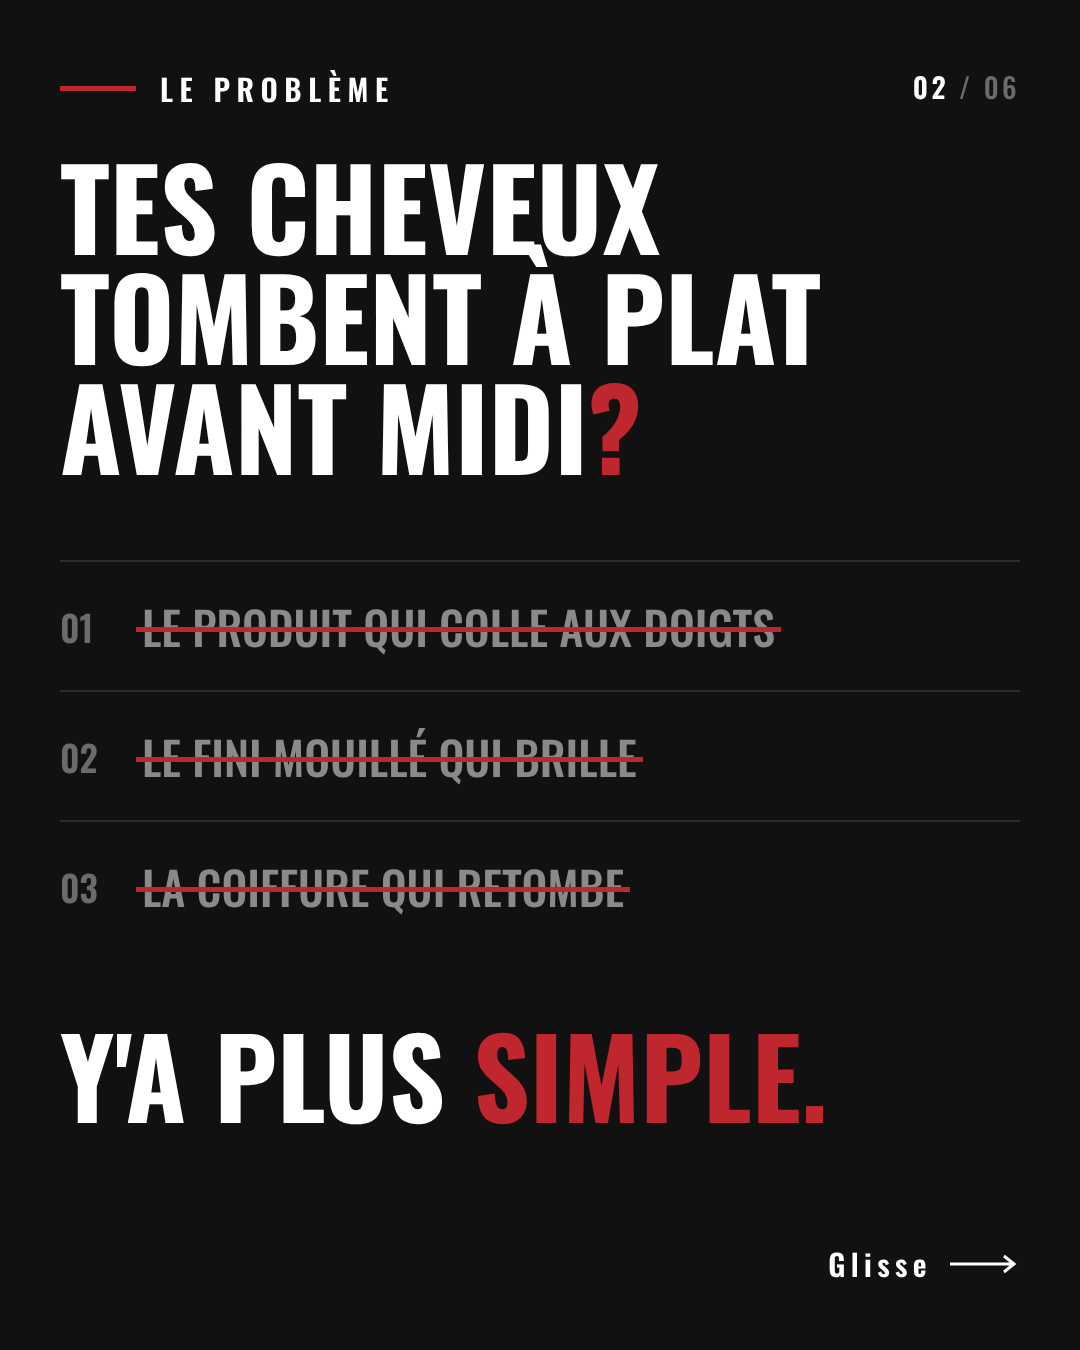 LE PROBLÈME
02 / 06
TES CHEVEUX
TOMBENT À PLAT
AVANT MIDI?
01 LE PRODUIT QUI COLLE AUX DOIGTS
02 LE FINI MOUILLÉ QUI BRILLE
03 LA COIFFURE QUI RETOMBE
Y'A PLUS SIMPLE.
Glisse